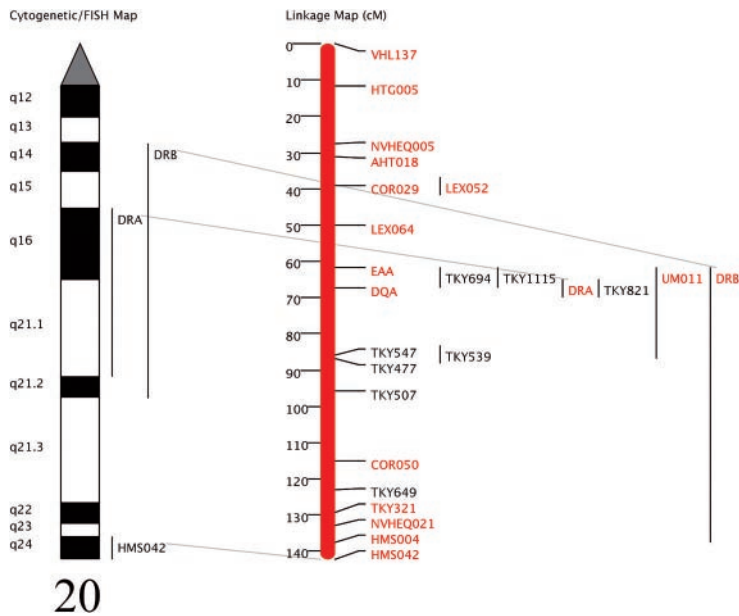 Cytogenetic/FISH Map
Linkage Map (cM)
0
VHL137
10
HTG005
q12
20
q13
NVHEQ005
q14
DRB
30
AHT018
q15
40
COR029
LEX052
DRA
50
LEX064
q16
60
EAA
TKY694
TKY1115
UM011
DRB
70
DQA
DRA
TKY821
80
q21.1
TKY547
TKY539
90
TKY477
q21.2
100
TKY507
110
q21.3
COR050
120
TKY649
q22
130
TKY321
q23
NVHEQ021
q24
HMS042
HMS004
140
HMS042
20